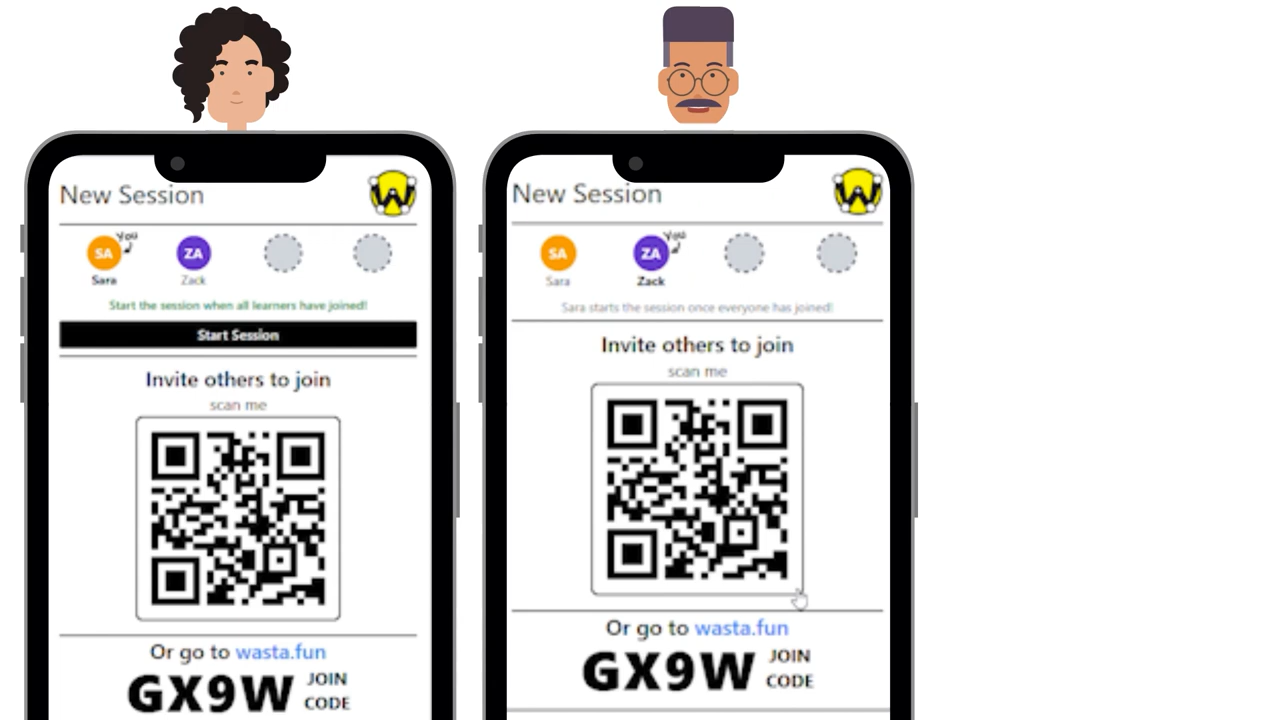 New Session
You
SA
ZA
Sara
Zack
Start the session when all learners have joined!
Start Session
Invite others to join
scan me
Or go to wasta.fun
GX9W
JOIN
CODE
New Session
You
SA
ZA
Sara
Zack
Sara starts the session once everyone has joined!
Invite others to join
scan me
Or go to wasta.fun
GX9W
JOIN
CODE